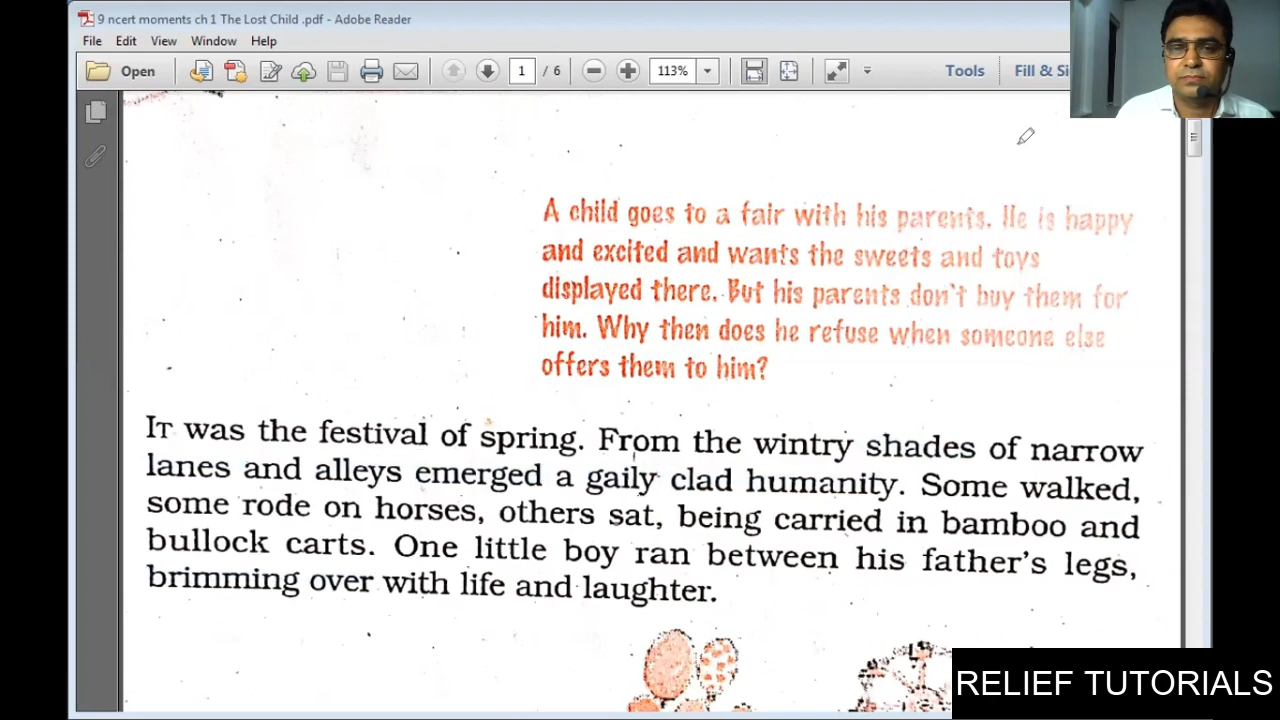 9 ncert moments ch 1 The Lost Child .pdf - Adobe Reader
File Edit View Window Help
Open 1 / 6 113% Tools Fill & Si
A child goes to a fair with his parents. He is happy
and excited and wants the sweets and toys
displayed there. But his parents don't buy them for
him. Why then does he refuse when someone else
offers them to him?
IT was the festival of spring. From the wintry shades of narrow
lanes and alleys emerged a gaily clad humanity. Some walked,
some rode on horses, others sat, being carried in bamboo and
bullock carts. One little boy ran between his father's legs,
brimming over with life and laughter.
RELIEF TUTORIALS